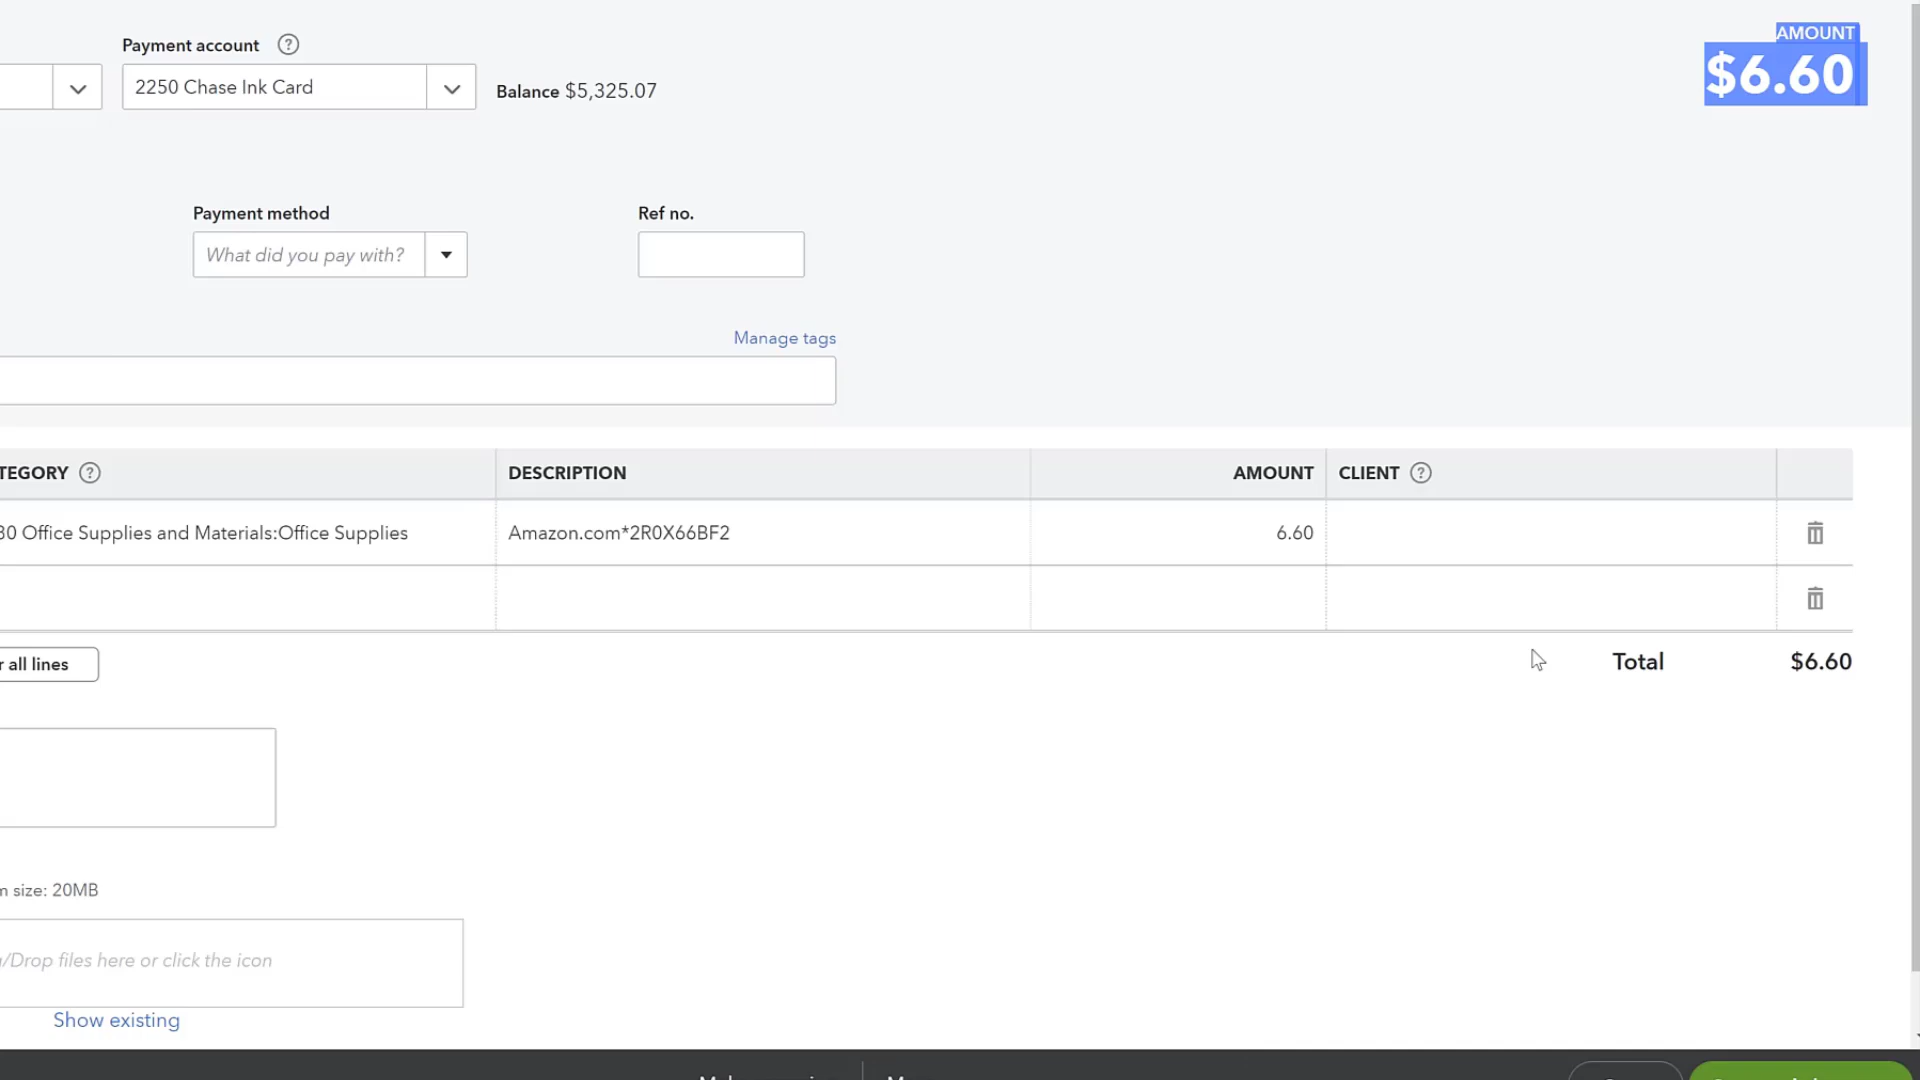 Payment account ?
AMOUNT
2250 Chase Ink Card
Balance $5,325.07
$6.60
Payment method
Ref no.
What did you pay with?
Manage tags
TEGORY ?
DESCRIPTION
AMOUNT
CLIENT ?
30 Office Supplies and Materials:Office Supplies
Amazon.com*2R0X66BF2
6.60
r all lines
Total
$6.60
m size: 20MB
/Drop files here or click the icon
Show existing